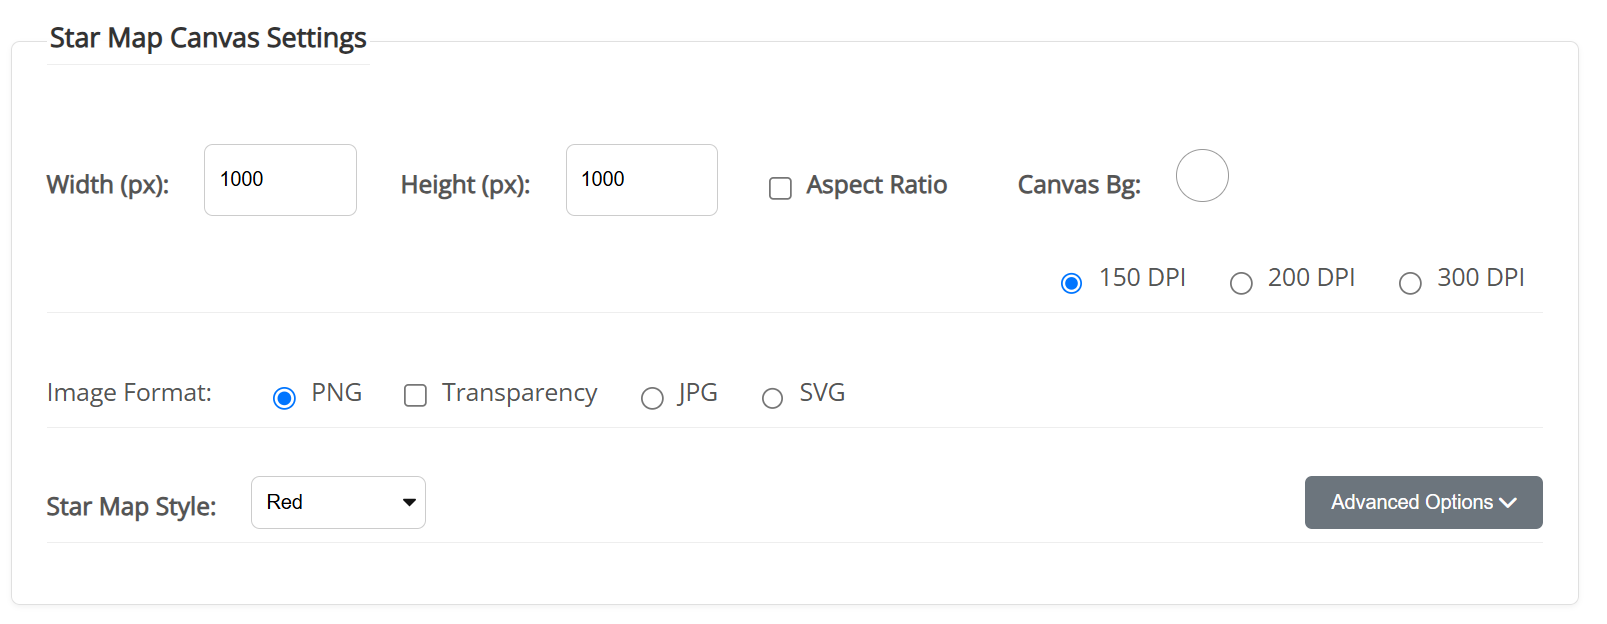 Star Map Canvas Settings
Width (px): 1000 Height (px): 1000 Aspect Ratio Canvas Bg:
150 DPI 200 DPI 300 DPI
Image Format: PNG Transparency JPG SVG
Star Map Style: Red Advanced Options